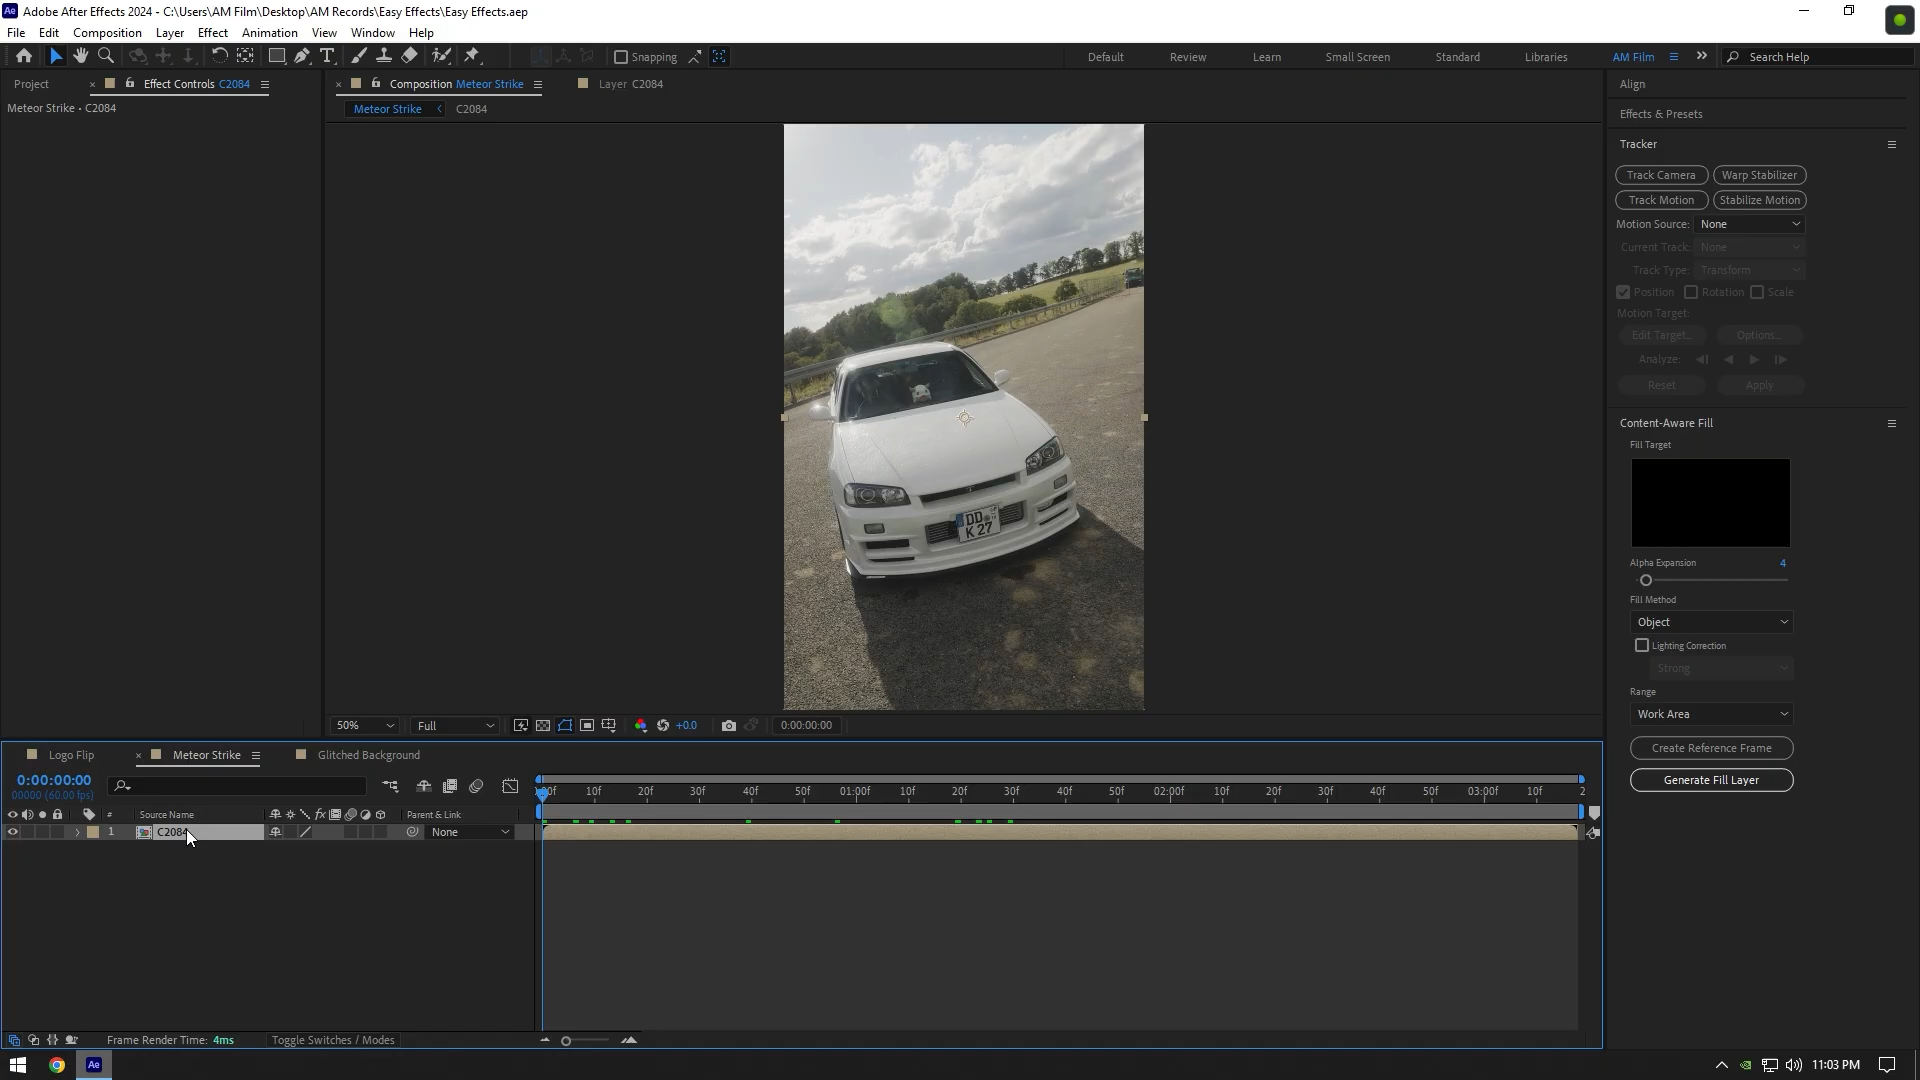 Adobe After Effects 2024 - C:\Users\AM Film\Desktop\AM Records\Easy Effects\Easy Effects.aep
File Edit Composition Layer Effect Animation View Window Help
Snapping Default Review Learn Small Screen Standard Libraries AM Film Search Help
Project Effect Controls C2084
Meteor Strike • C2084
Composition Meteor Strike Layer C2084
Meteor Strike C2084
DD
K 27
50% Full +0.0 0:00:00:00
Align
Effects & Presets
Tracker
Track Camera Warp Stabilizer
Track Motion Stabilize Motion
Motion Source: None
Current Track: None
Track Type: Transform
Position Rotation Scale
Motion Target:
Edit Target... Options...
Analyze:
Reset Apply
Content-Aware Fill
Fill Target
Alpha Expansion 4
Fill Method
Object
Lighting Correction
Strong
Range
Work Area
Create Reference Frame
Generate Fill Layer
Logo Flip Meteor Strike Glitched Background
0:00:00:00
00000 (60.00 fps)
10f 20f 30f 40f 50f 01:00f 10f 20f 30f 40f 50f 02:00f 10f 20f 30f 40f 50f 03:00f 10f 2
# Source Name fx Parent & Link
1 C2084 None
Frame Render Time: 4ms Toggle Switches / Modes
Ae 11:03 PM